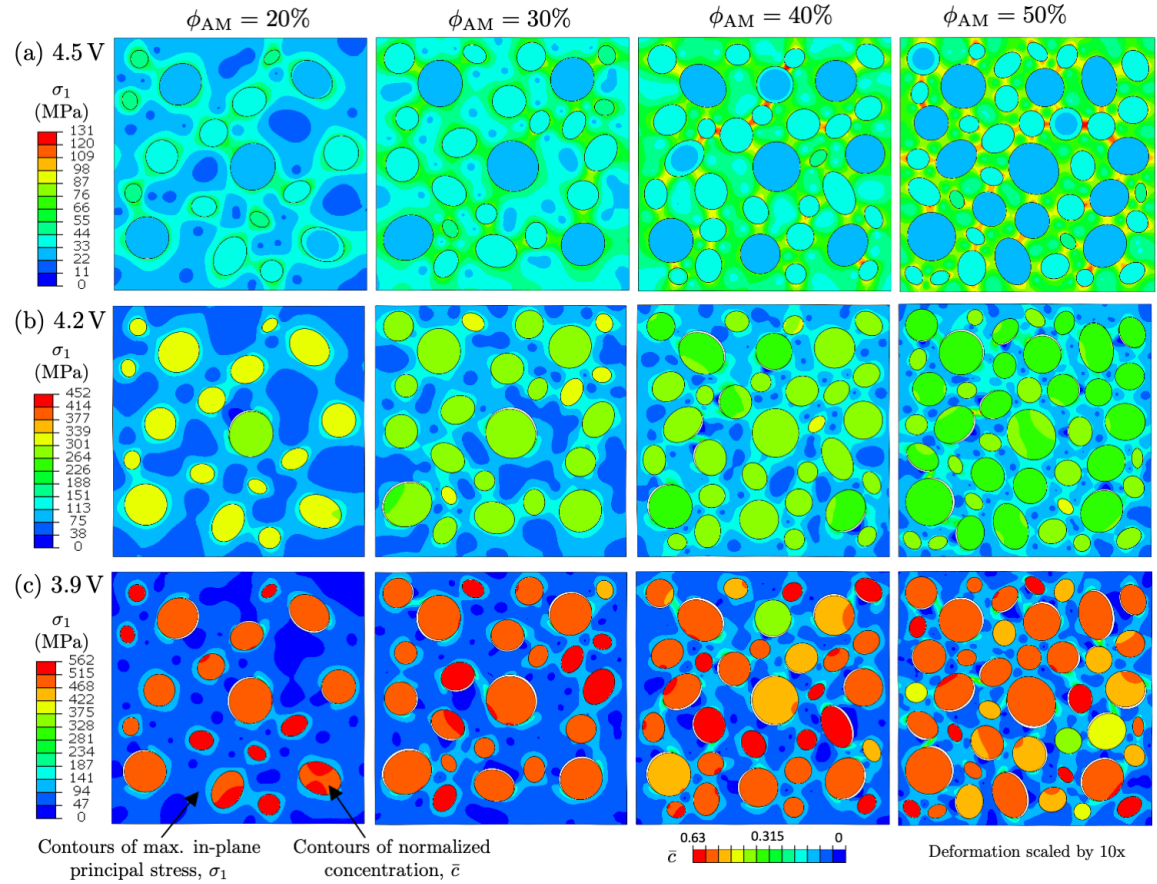 ϕ_AM = 20%
ϕ_AM = 30%
ϕ_AM = 40%
ϕ_AM = 50%
(a) 4.5 V
σ₁
(MPa)
131
120
109
98
87
76
66
55
44
33
22
11
0
(b) 4.2 V
σ₁
(MPa)
452
414
377
339
301
264
226
188
151
113
75
38
0
(c) 3.9 V
σ₁
(MPa)
562
515
468
422
375
328
281
234
187
141
94
47
0
Contours of max. in-plane
principal stress, σ₁
Contours of normalized
concentration, c̄
0.63 0.315 0
c̄
Deformation scaled by 10x